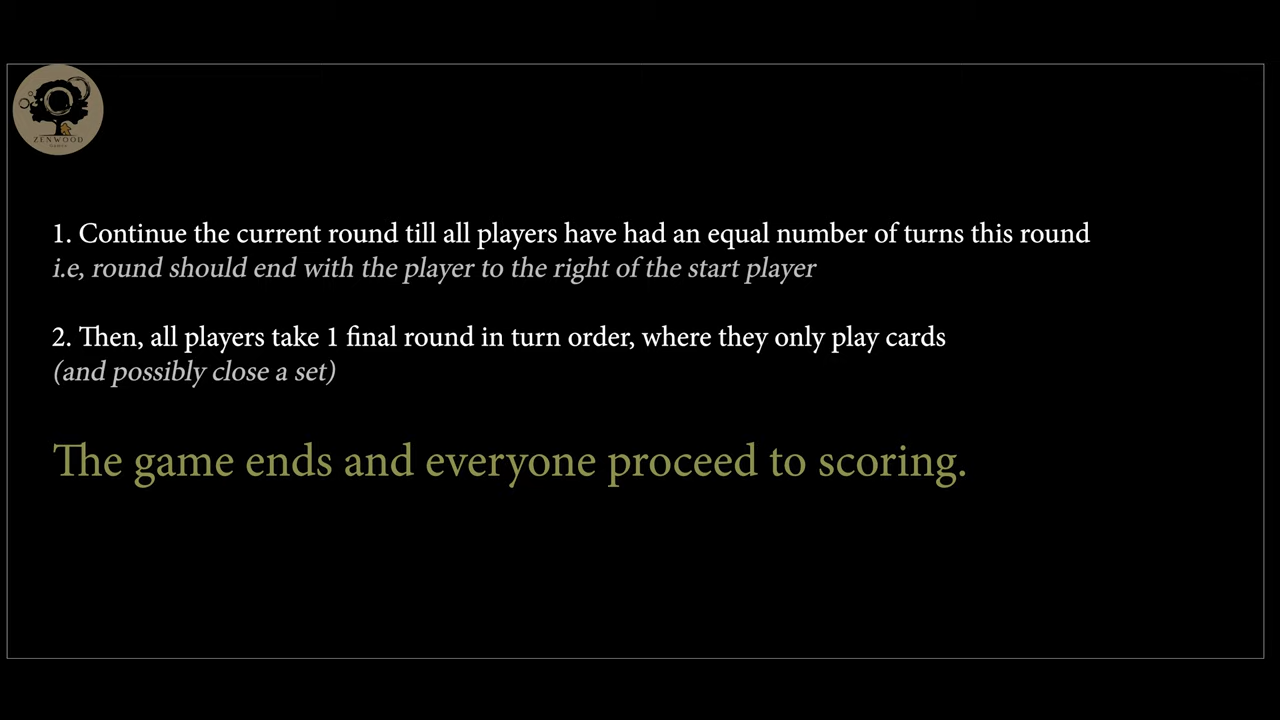 ZENWOOD
1. Continue the current round till all players have had an equal number of turns this round
i.e, round should end with the player to the right of the start player
2. Then, all players take 1 final round in turn order, where they only play cards
(and possibly close a set)
The game ends and everyone proceed to scoring.